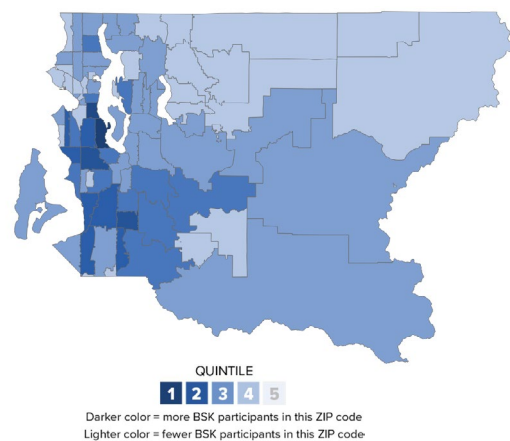 QUINTILE
1 2 3 4 5
Darker color = more BSK participants in this ZIP code
Lighter color = fewer BSK participants in this ZIP code